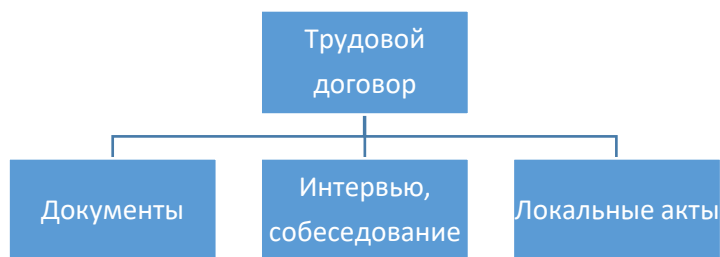 Трудовой
договор
Документы
Интервью,
собеседование
Локальные акты